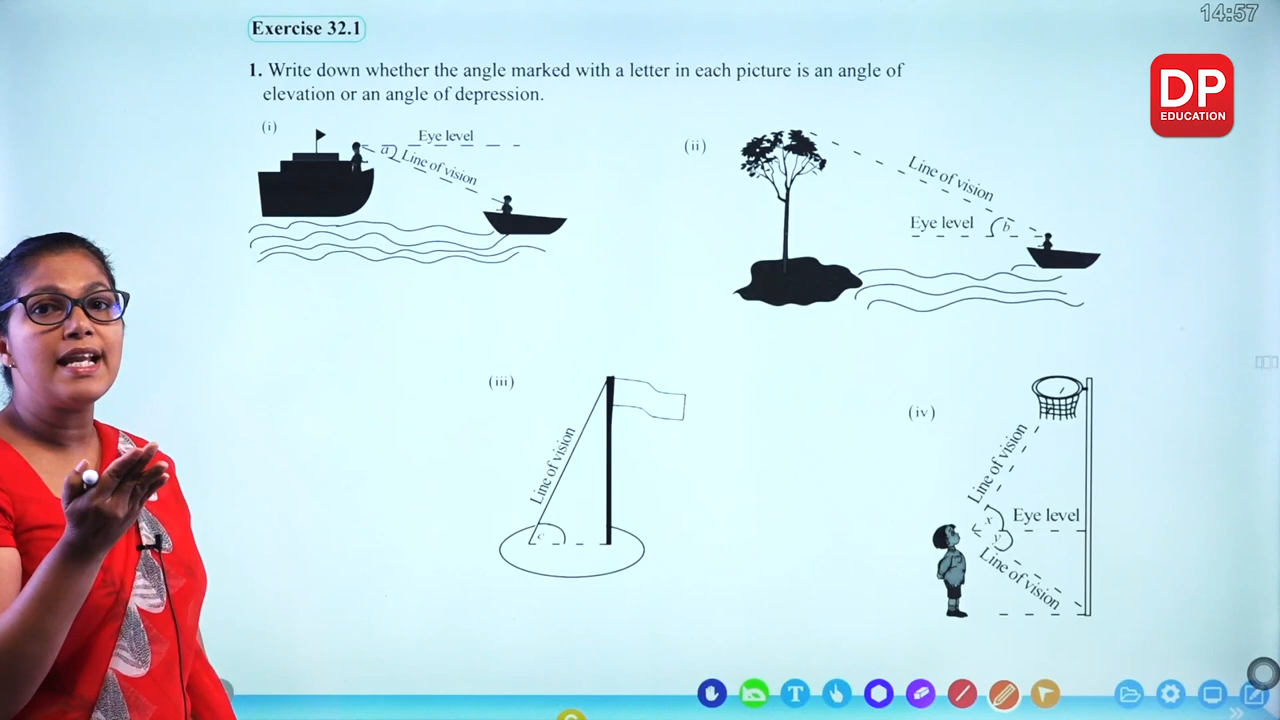 14:57
Exercise 32.1
DP
EDUCATION
1. Write down whether the angle marked with a letter in each picture is an angle of
elevation or an angle of depression.
(i)
Eye level
a
Line of vision
(ii)
Line of vision
Eye level
b
(iii)
Line of vision
c
(iv)
Line of vision
x
Eye level
y
Line of vision
T